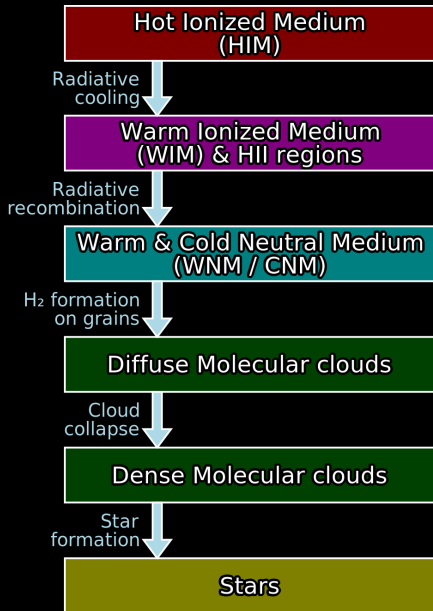 Hot Ionized Medium
(HIM)
Radiative
cooling
Warm Ionized Medium
(WIM) & HII regions
Radiative
recombination
Warm & Cold Neutral Medium
(WNM / CNM)
H₂ formation
on grains
Diffuse Molecular clouds
Cloud
collapse
Dense Molecular clouds
Star
formation
Stars